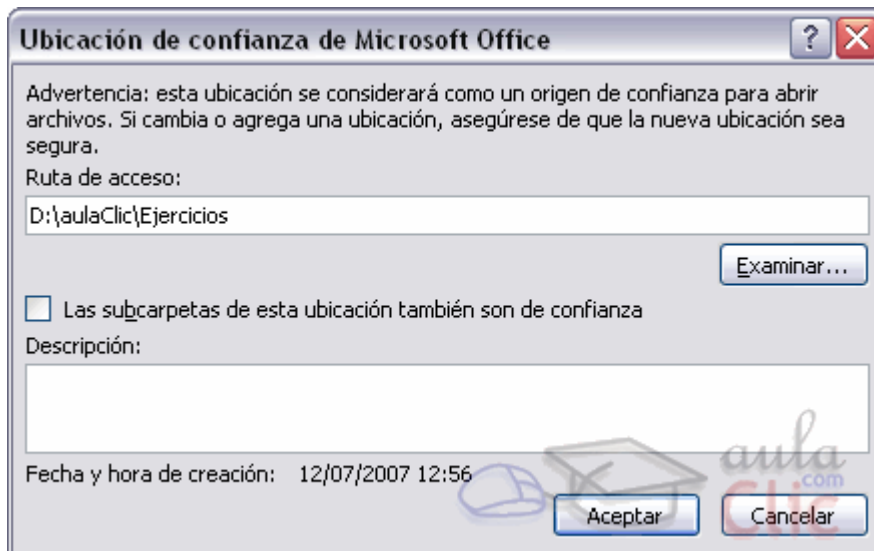 Ubicación de confianza de Microsoft Office
Advertencia: esta ubicación se considerará como un origen de confianza para abrir
archivos. Si cambia o agrega una ubicación, asegúrese de que la nueva ubicación sea
segura.
Ruta de acceso:
D:\aulaClic\Ejercicios
Examinar...
Las subcarpetas de esta ubicación también son de confianza
Descripción:
Fecha y hora de creación: 12/07/2007 12:56
aula
.com
Clic
Aceptar Cancelar